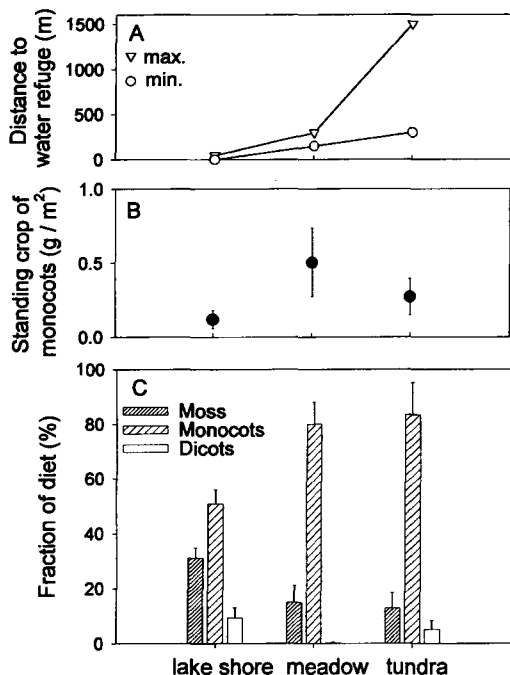 A
max.
min.
Distance to
water refuge (m)
1500
1000
500
0
B
Standing crop of
monocots (g / m²)
1.0
0.5
0.0
C
Moss
Monocots
Dicots
Fraction of diet (%)
100
80
60
40
20
0
lake shore meadow tundra